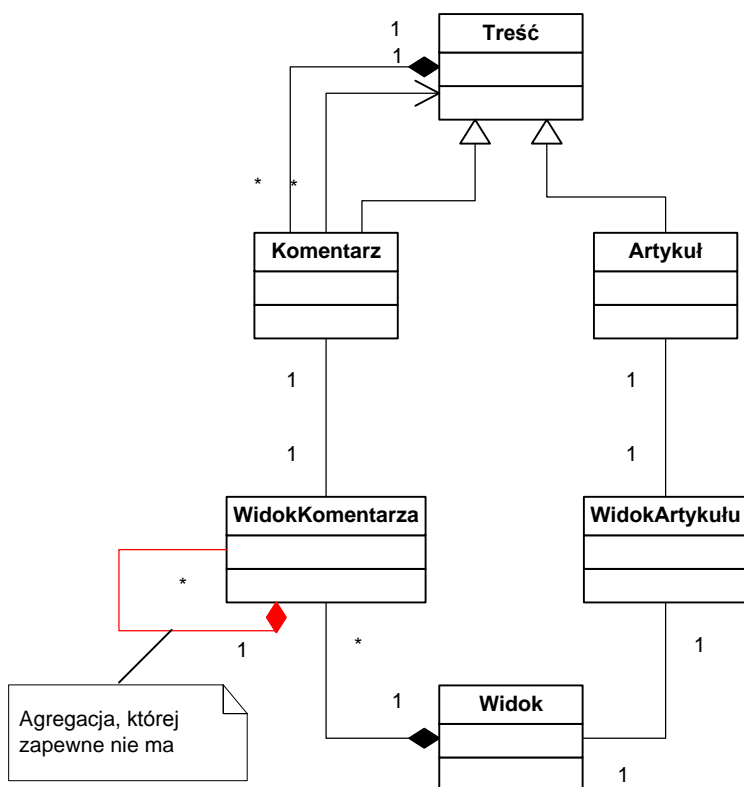 1
Treść
1
*
*
Komentarz
Artykuł
1
1
1
1
WidokKomentarza
WidokArtykułu
*
1
*
1
1
Widok
Agregacja, której
zapewne nie ma
1